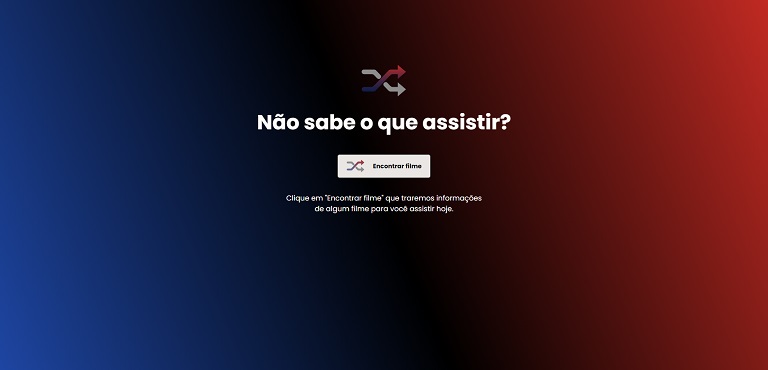 Não sabe o que assistir?
Encontrar filme
Clique em "Encontrar filme" que traremos informações
de algum filme para você assistir hoje.